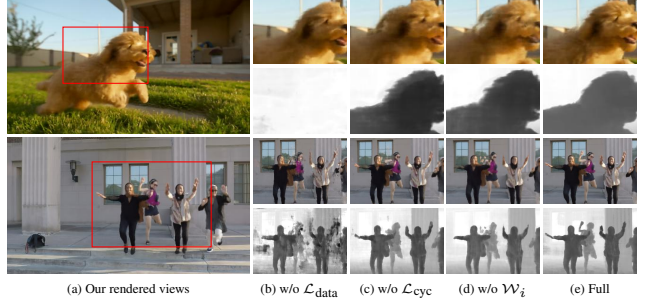 (a) Our rendered views
(b) w/o ℒ_data
(c) w/o ℒ_cyc
(d) w/o 𝒲_i
(e) Full